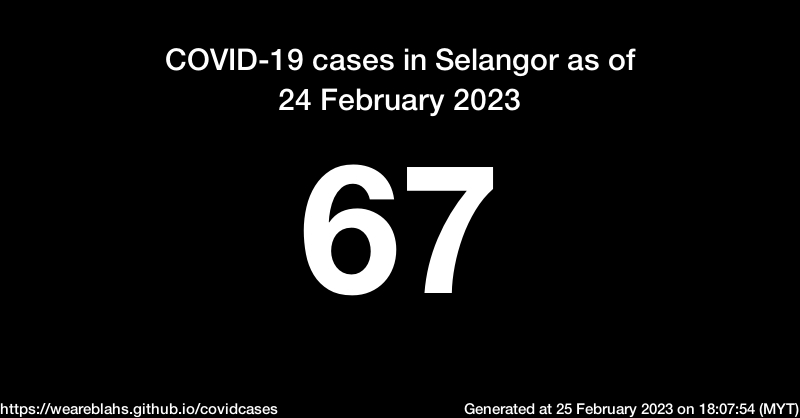 COVID-19 cases in Selangor as of
24 February 2023
67
https://weareblahs.github.io/covidcases
Generated at 25 February 2023 on 18:07:54 (MYT)